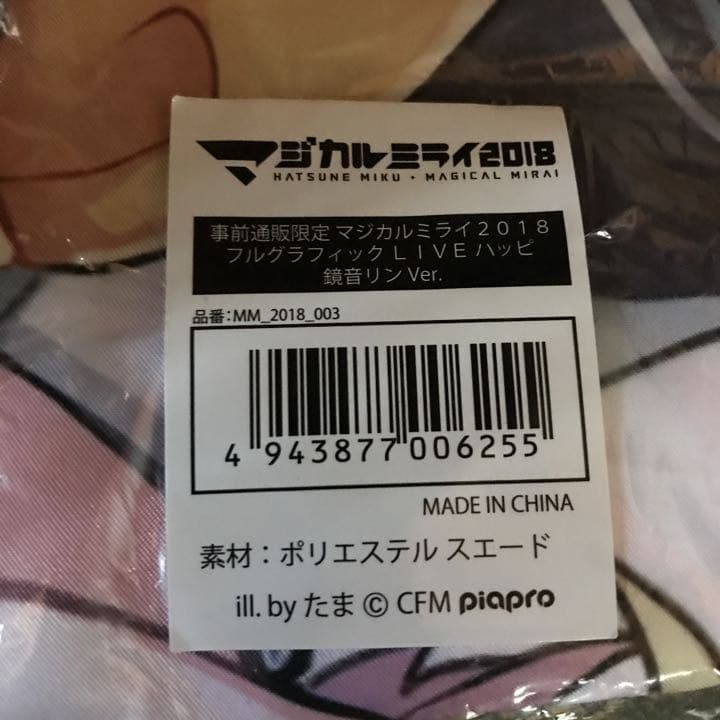 マジカルミライ2018
HATSUNE MIKU・MAGICAL MIRAI
事前通販限定 マジカルミライ２０１８
フルグラフィック ＬＩＶＥ ハッピ
鏡音リン Ver.
品番：MM_2018_003
4 943877 006255
MADE IN CHINA
素材：ポリエステル スエード
ill. by たま © CFM piapro